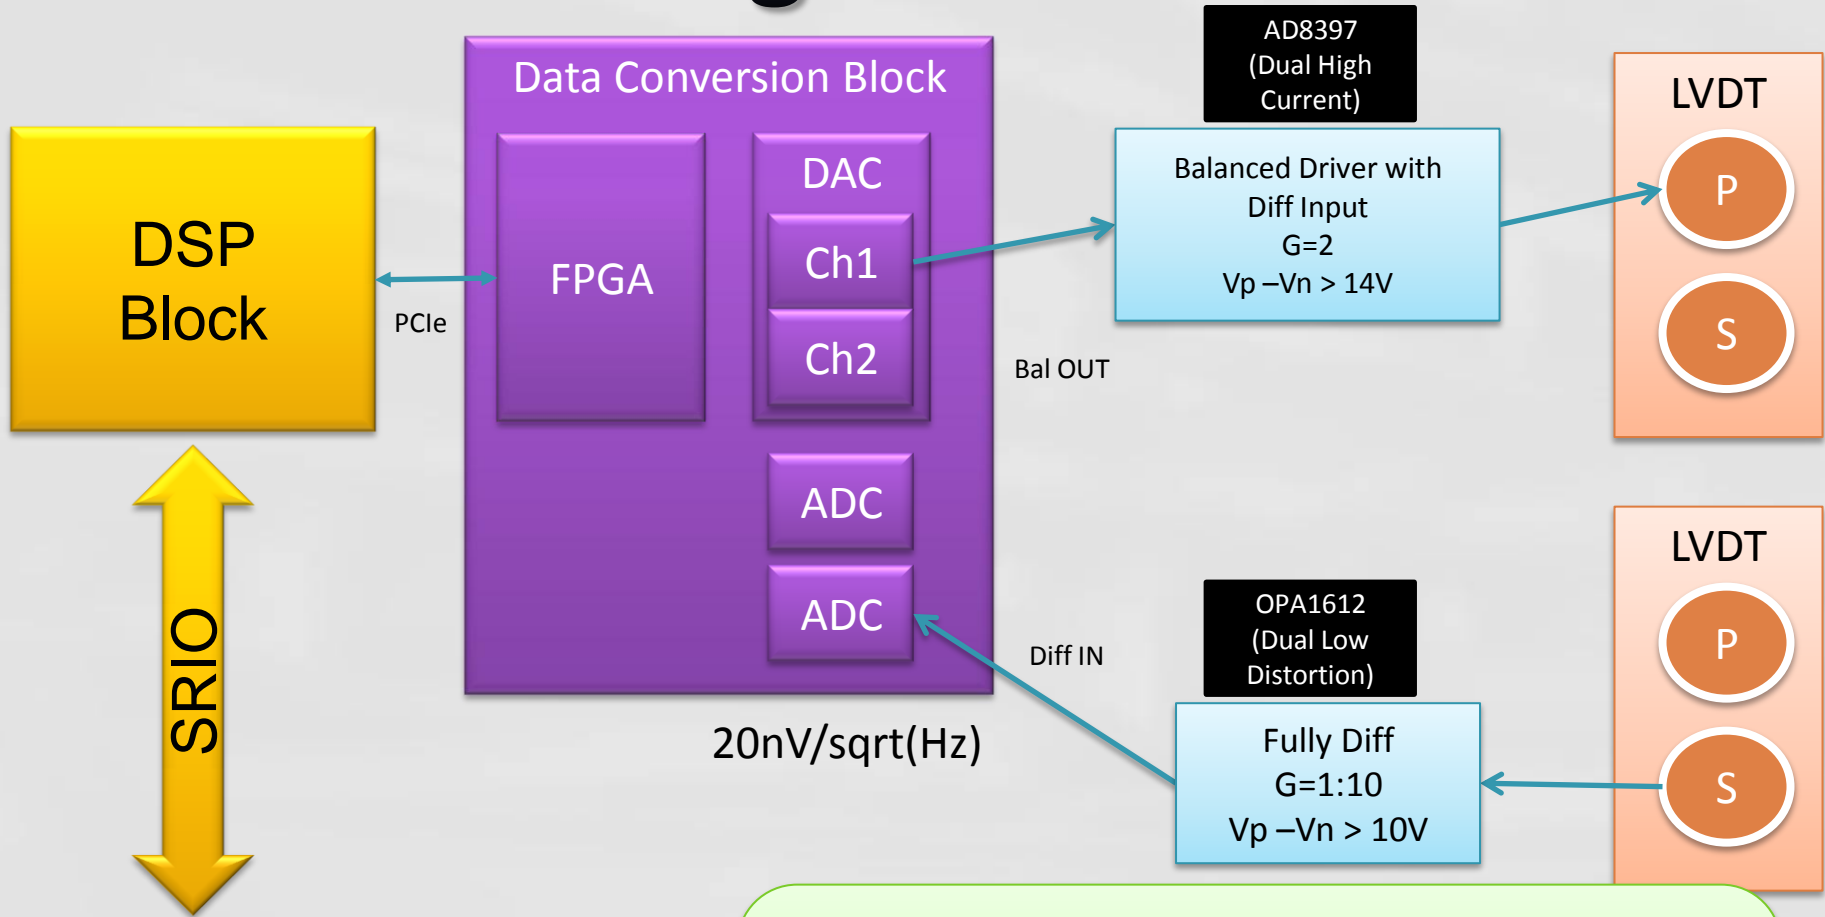 Data Conversion Block
DSP
Block
PCIe
FPGA
DAC
Ch1
Ch2
ADC
ADC
20nV/sqrt(Hz)
SRIO
Bal OUT
Diff IN
AD8397
(Dual High
Current)
Balanced Driver with
Diff Input
G=2
Vp –Vn > 14V
LVDT
P
S
OPA1612
(Dual Low
Distortion)
Fully Diff
G=1:10
Vp –Vn > 10V
LVDT
P
S